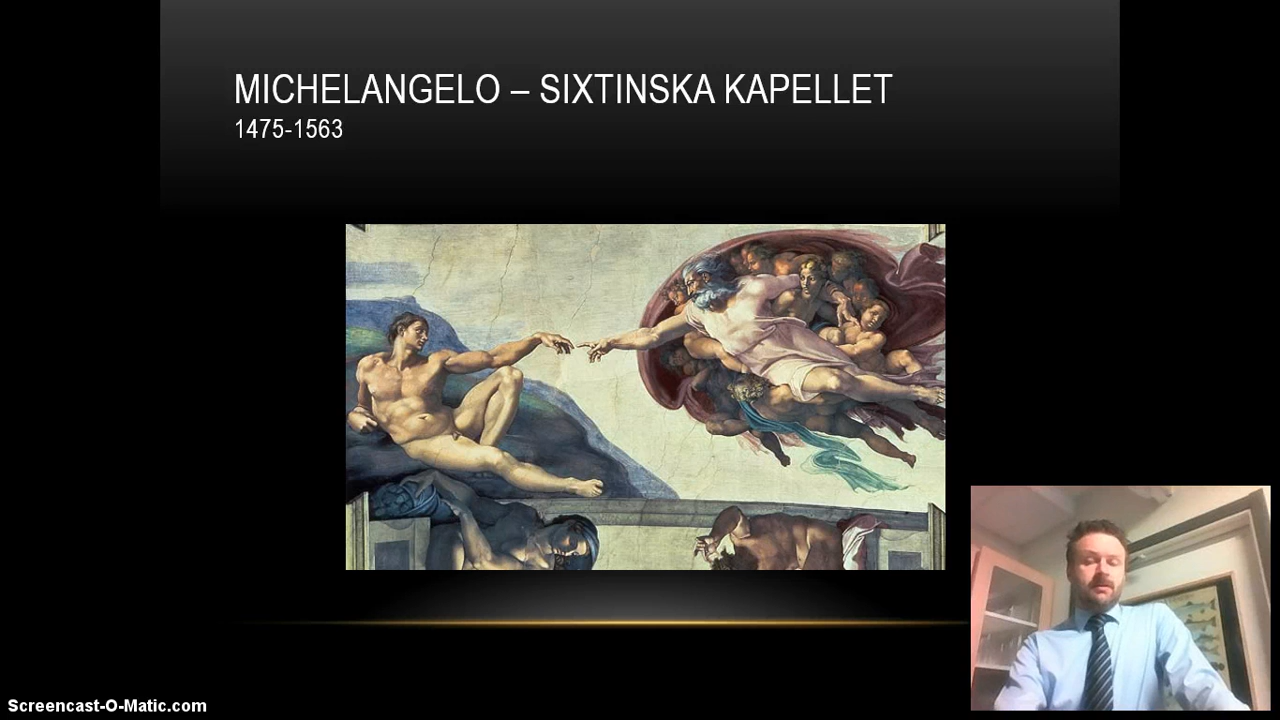 MICHELANGELO – SIXTINSKA KAPELLET
1475-1563
Screencast-O-Matic.com